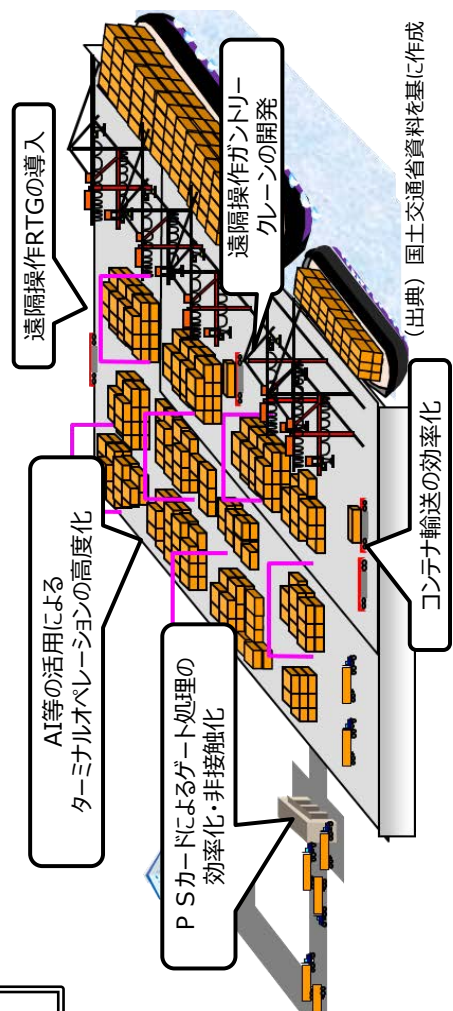 遠隔操作RTGの導入
AI等の活用による
ターミナルオペレーションの高度化
遠隔操作ガントリー
クレーンの開発
ＰＳカードによるゲート処理の
効率化・非接触化
コンテナ輸送の効率化
(出典) 国土交通省資料を基に作成